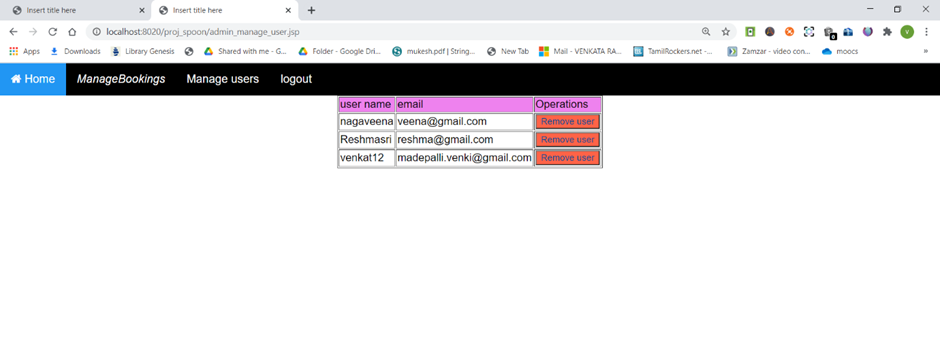 Insert title here
Insert title here
localhost:8020/proj_spoon/admin_manage_user.jsp
Apps Downloads Library Genesis Shared with me - G... Folder - Google Dri... mukesh.pdf | String... New Tab Mail - VENKATA RA... TamilRockers.net -... Zamzar - video con... moocs »
Home ManageBookings Manage users logout
user name email Operations
nagaveena veena@gmail.com Remove user
Reshmasri reshma@gmail.com Remove user
venkat12 madepalli.venki@gmail.com Remove user